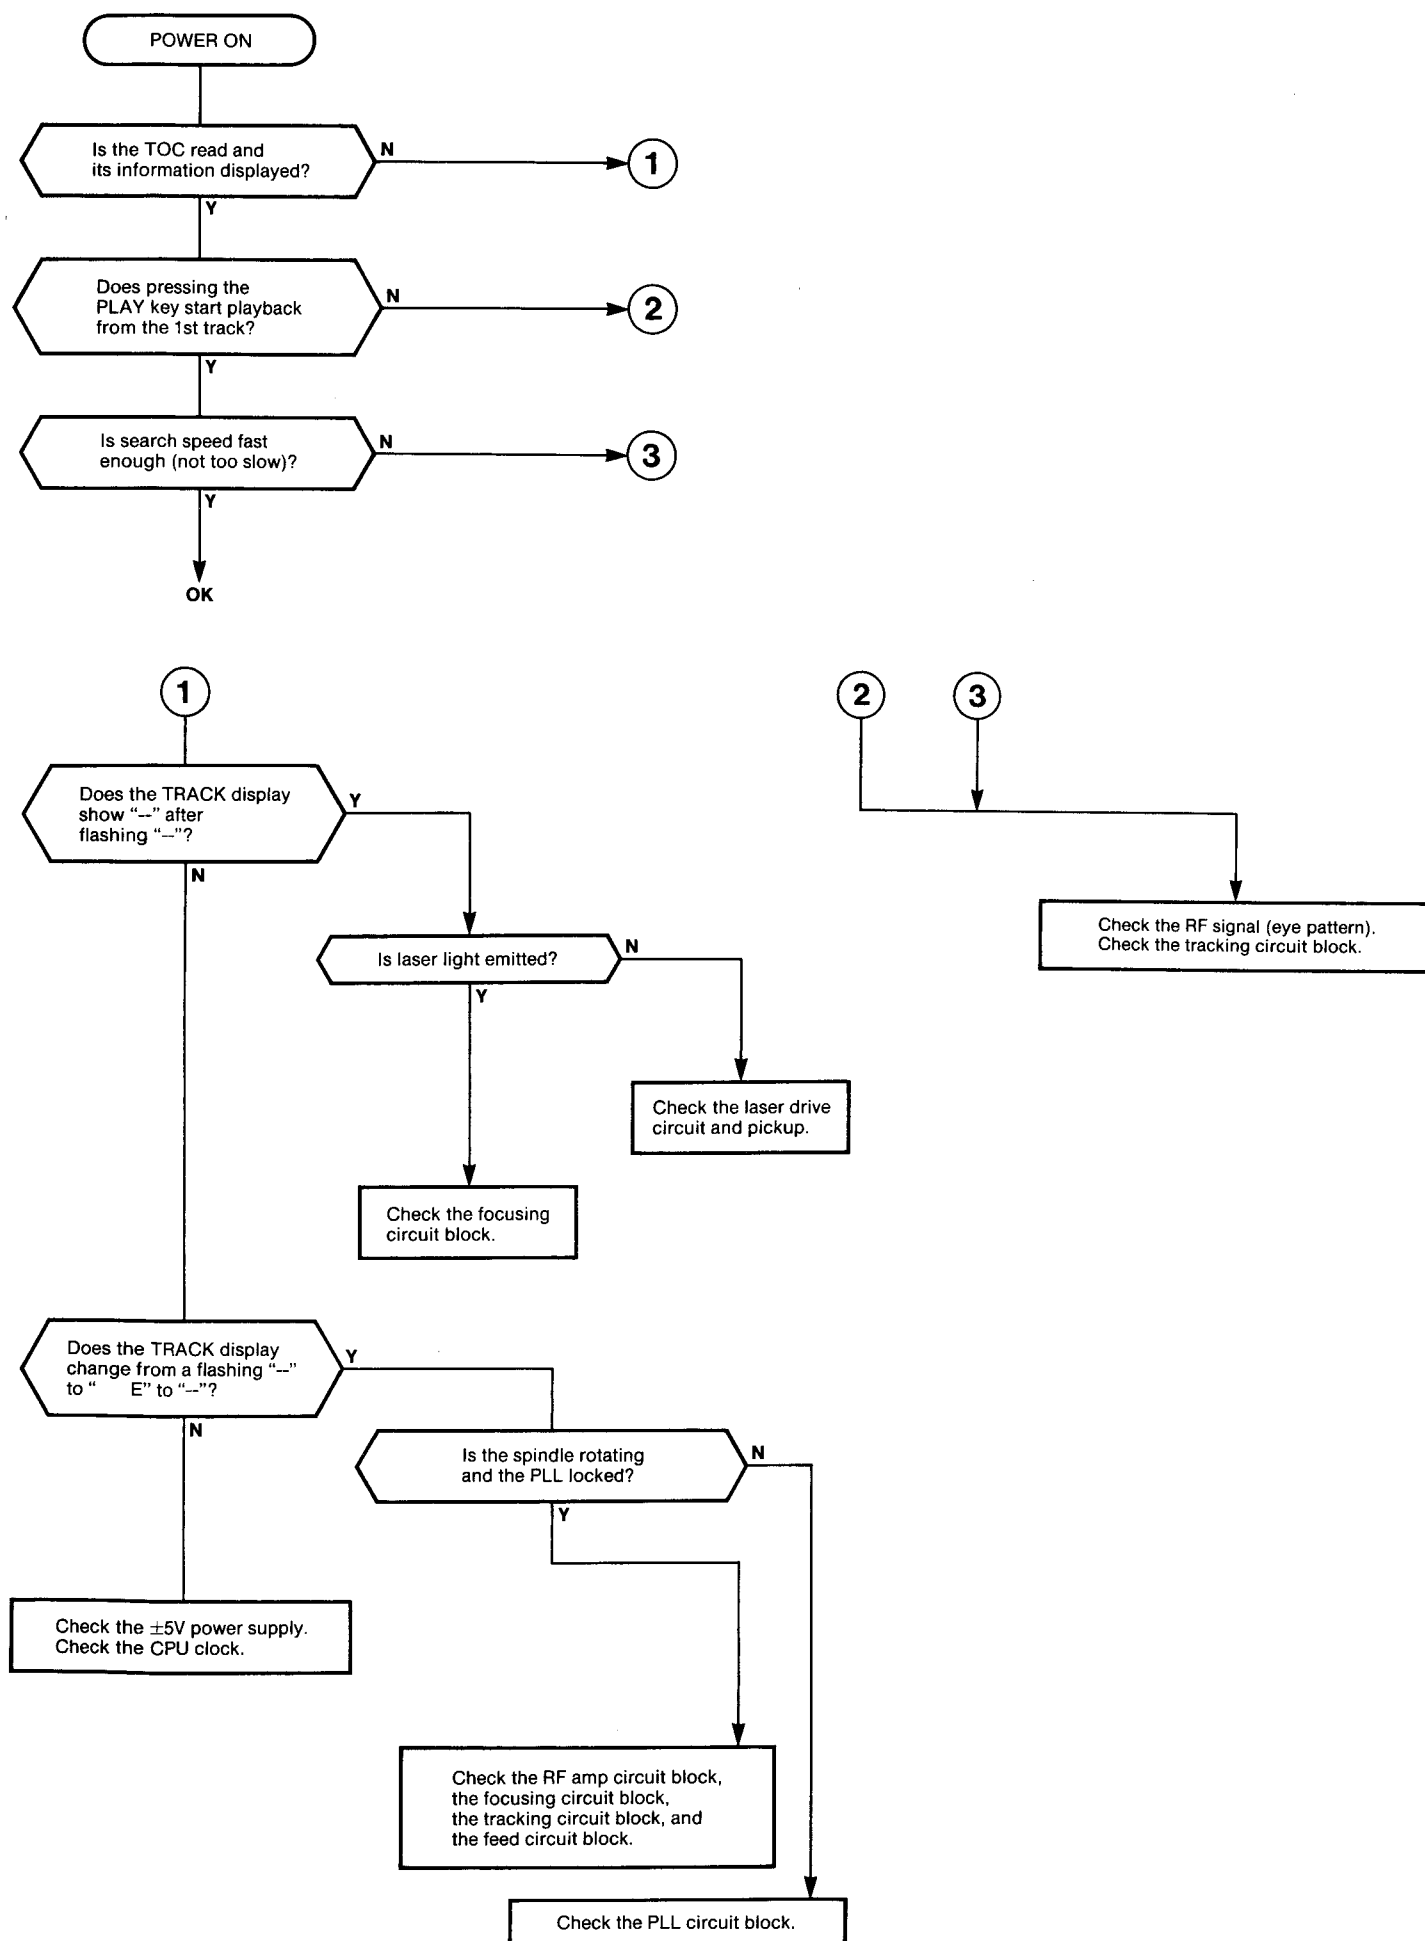 POWER ON
Is the TOC read and
its information displayed?
N
1
Y
Does pressing the
PLAY key start playback
from the 1st track?
N
2
Y
Is search speed fast
enough (not too slow)?
N
3
Y
OK
1
Does the TRACK display
show "--" after
flashing "--"?
Y
N
Is laser light emitted?
N
Y
Check the laser drive
circuit and pickup.
Check the focusing
circuit block.
Does the TRACK display
change from a flashing "--"
to "    E" to "--"?
Y
N
Is the spindle rotating
and the PLL locked?
N
Y
Check the ±5V power supply.
Check the CPU clock.
Check the RF amp circuit block,
the focusing circuit block,
the tracking circuit block, and
the feed circuit block.
Check the PLL circuit block.
2
3
Check the RF signal (eye pattern).
Check the tracking circuit block.